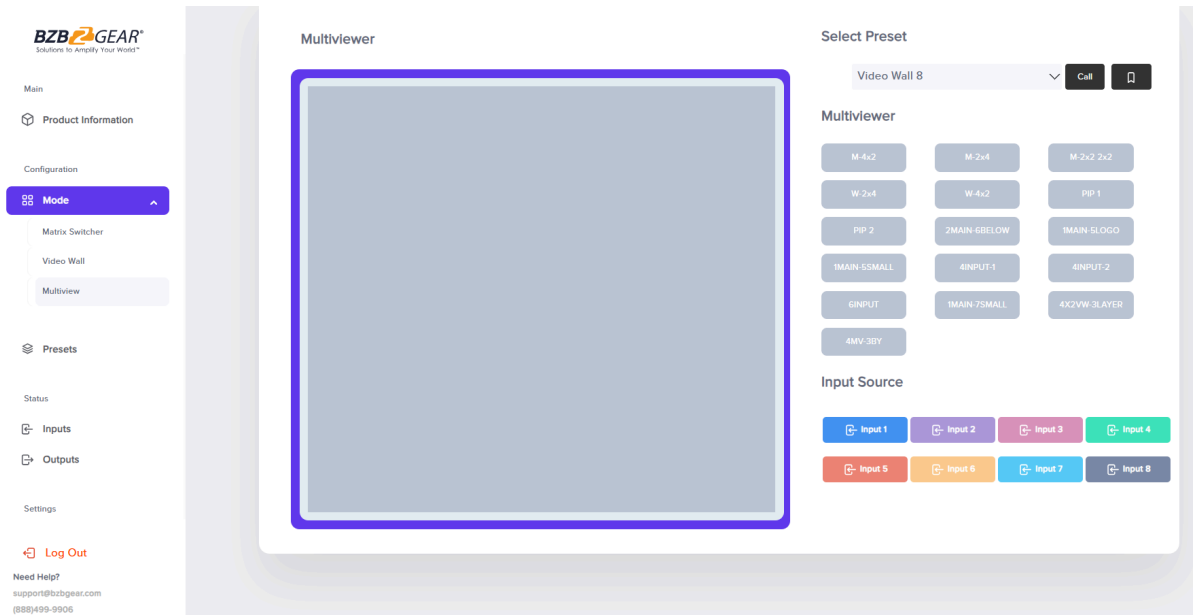 BZB GEAR®
Solutions to Amplify Your World™
Main
Product Information
Configuration
Mode
Matrix Switcher
Video Wall
Multiview
Presets
Status
Inputs
Outputs
Settings
Log Out
Need Help?
support@bzbgear.com
(888)499-9906
Multiviewer
Select Preset
Video Wall 8
Call
Multiviewer
M-4x2
M-2x4
M-2x2 2x2
W-2x4
W-4x2
PIP 1
PIP 2
2MAIN-6BELOW
1MAIN-5LOGO
1MAIN-5SMALL
4INPUT-1
4INPUT-2
6INPUT
1MAIN-7SMALL
4X2VW-3LAYER
4MV-3BY
Input Source
Input 1
Input 2
Input 3
Input 4
Input 5
Input 6
Input 7
Input 8